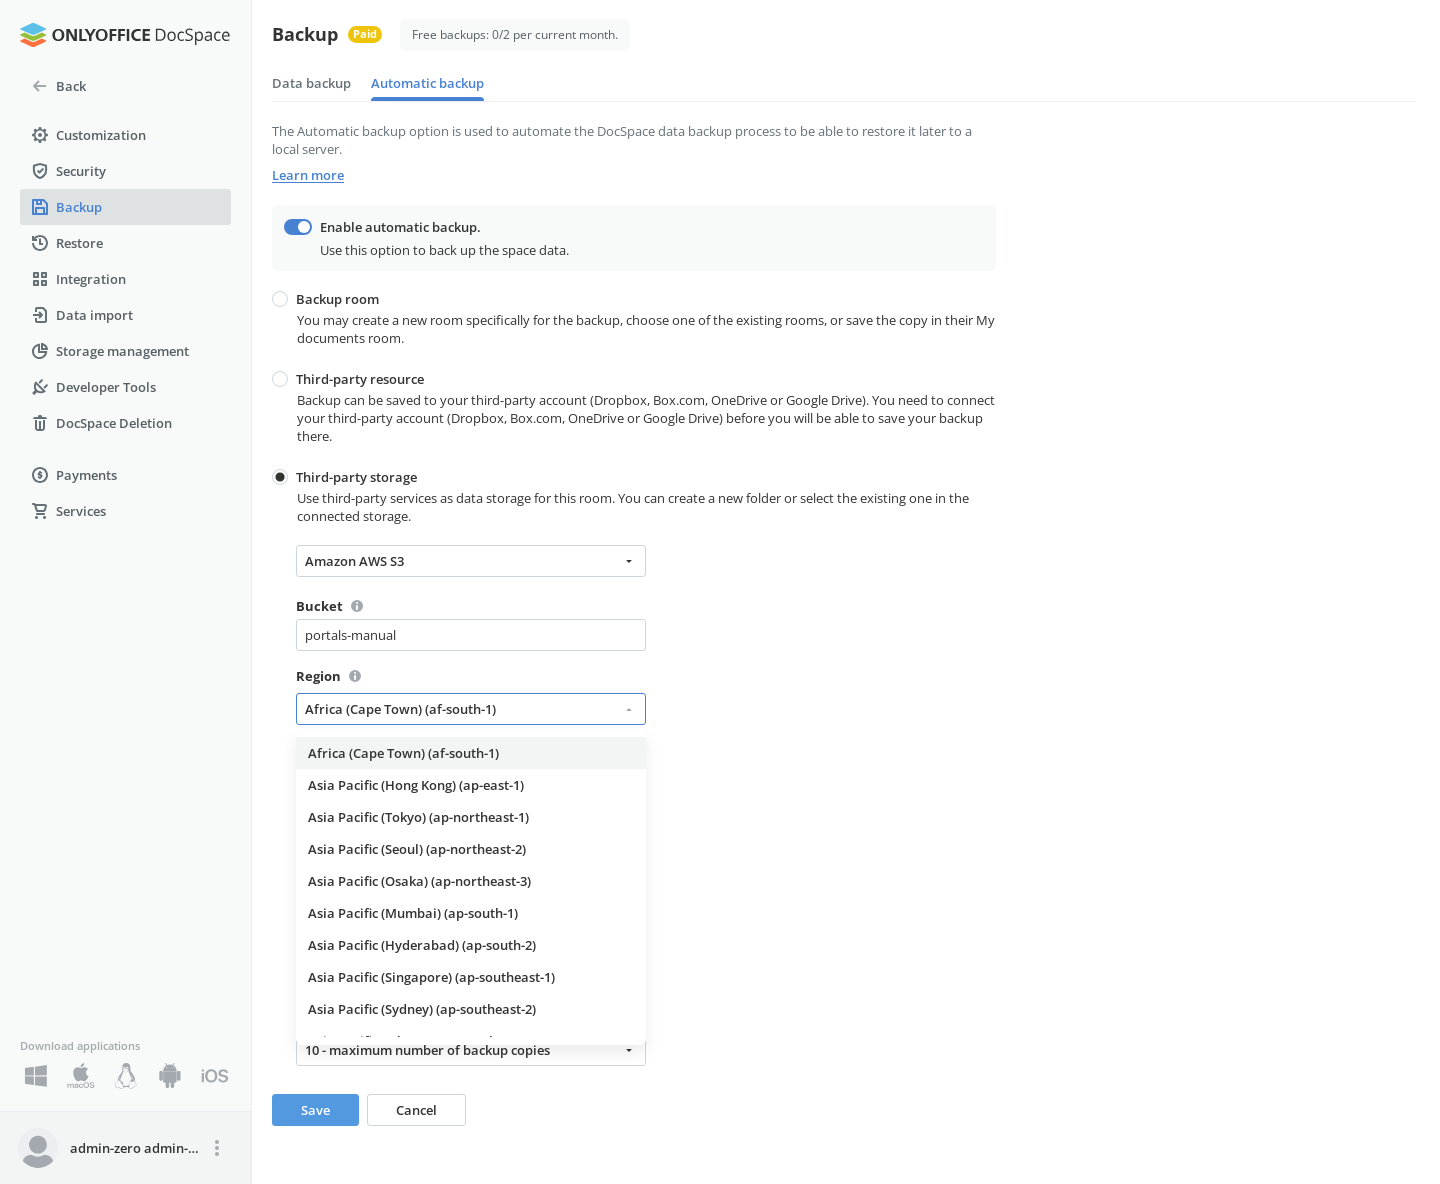 ONLYOFFICE DocSpace
Back
Customization
Security
Backup
Restore
Integration
Data import
Storage management
Developer Tools
DocSpace Deletion
Payments
Services
Download applications
macOS
iOS
admin-zero admin-...
Backup
Paid
Free backups: 0/2 per current month.
Data backup
Automatic backup
The Automatic backup option is used to automate the DocSpace data backup process to be able to restore it later to a
local server.
Learn more
Enable automatic backup.
Use this option to back up the space data.
Backup room
You may create a new room specifically for the backup, choose one of the existing rooms, or save the copy in their My
documents room.
Third-party resource
Backup can be saved to your third-party account (Dropbox, Box.com, OneDrive or Google Drive). You need to connect
your third-party account (Dropbox, Box.com, OneDrive or Google Drive) before you will be able to save your backup
there.
Third-party storage
Use third-party services as data storage for this room. You can create a new folder or select the existing one in the
connected storage.
Amazon AWS S3
Bucket
portals-manual
Region
Africa (Cape Town) (af-south-1)
Africa (Cape Town) (af-south-1)
Asia Pacific (Hong Kong) (ap-east-1)
Asia Pacific (Tokyo) (ap-northeast-1)
Asia Pacific (Seoul) (ap-northeast-2)
Asia Pacific (Osaka) (ap-northeast-3)
Asia Pacific (Mumbai) (ap-south-1)
Asia Pacific (Hyderabad) (ap-south-2)
Asia Pacific (Singapore) (ap-southeast-1)
Asia Pacific (Sydney) (ap-southeast-2)
10 - maximum number of backup copies
Save
Cancel